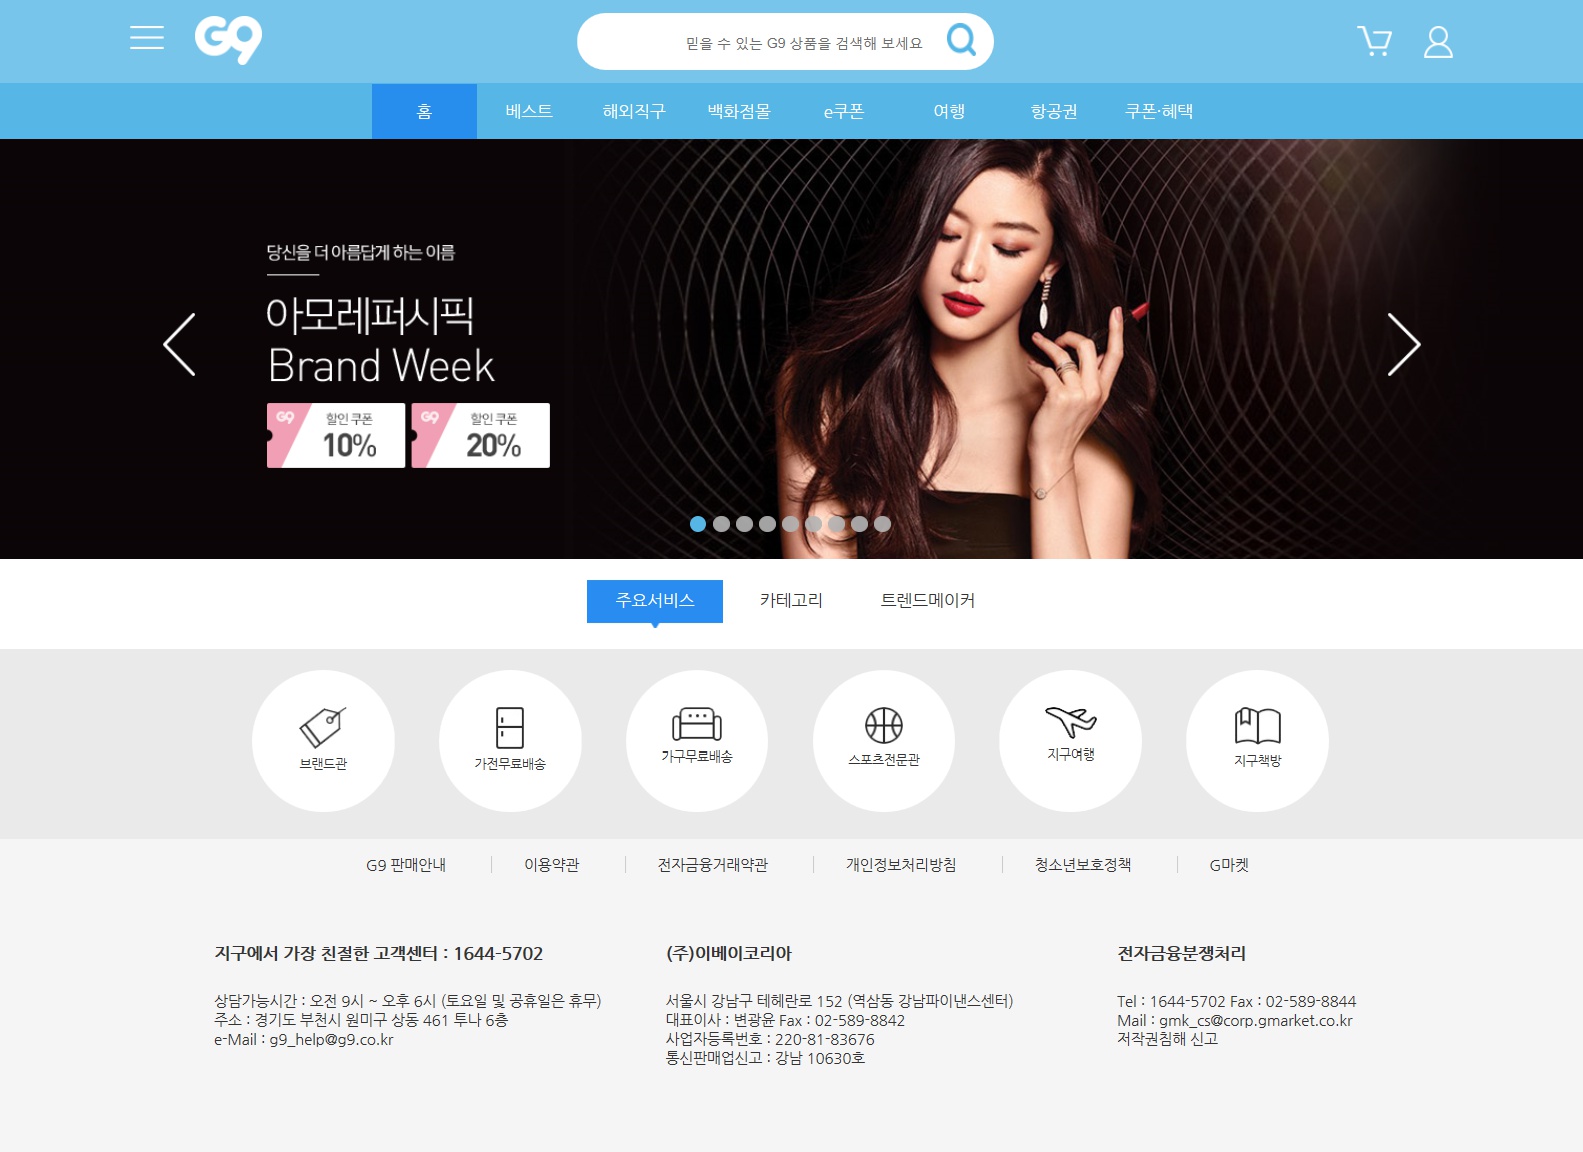 G9
믿을 수 있는 G9 상품을 검색해 보세요
홈 베스트 해외직구 백화점몰 e쿠폰 여행 항공권 쿠폰·혜택
당신을 더 아름답게 하는 이름
아모레퍼시픽
Brand Week
G9 할인 쿠폰 10% G9 할인 쿠폰 20%
주요서비스 카테고리 트렌드메이커
브랜드관 가전무료배송 가구무료배송 스포츠전문관 지구여행 지구책방
G9 판매안내 이용약관 전자금융거래약관 개인정보처리방침 청소년보호정책 G마켓
지구에서 가장 친절한 고객센터 : 1644-5702
상담가능시간 : 오전 9시 ~ 오후 6시 (토요일 및 공휴일은 휴무)
주소 : 경기도 부천시 원미구 상동 461 투나 6층
e-Mail : g9_help@g9.co.kr
(주)이베이코리아
서울시 강남구 테헤란로 152 (역삼동 강남파이낸스센터)
대표이사 : 변광윤 Fax : 02-589-8842
사업자등록번호 : 220-81-83676
통신판매업신고 : 강남 10630호
전자금융분쟁처리
Tel : 1644-5702 Fax : 02-589-8844
Mail : gmk_cs@corp.gmarket.co.kr
저작권침해 신고